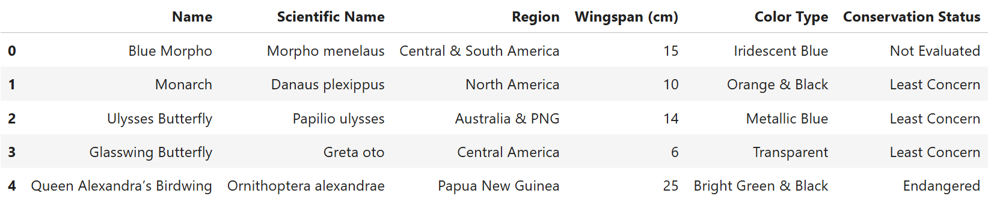 Name Scientific Name Region Wingspan (cm) Color Type Conservation Status
0 Blue Morpho Morpho menelaus Central & South America 15 Iridescent Blue Not Evaluated
1 Monarch Danaus plexippus North America 10 Orange & Black Least Concern
2 Ulysses Butterfly Papilio ulysses Australia & PNG 14 Metallic Blue Least Concern
3 Glasswing Butterfly Greta oto Central America 6 Transparent Least Concern
4 Queen Alexandra’s Birdwing Ornithoptera alexandrae Papua New Guinea 25 Bright Green & Black Endangered